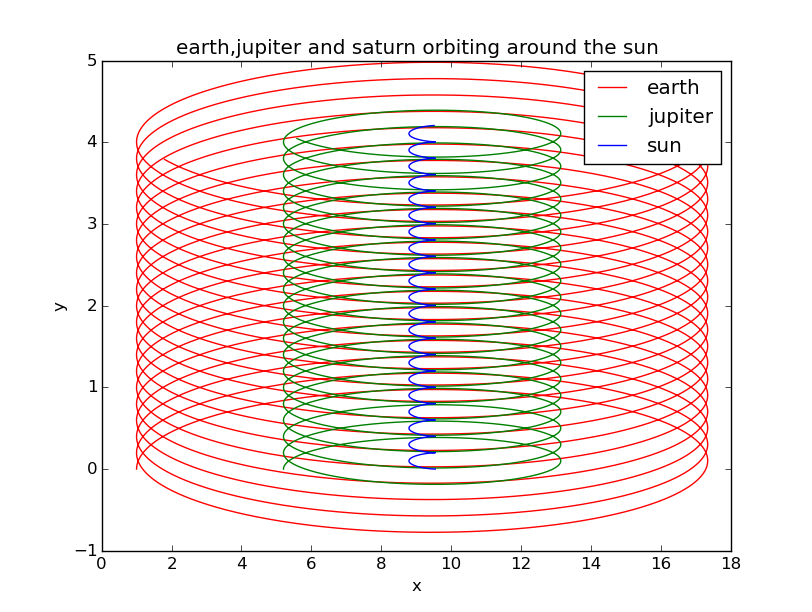 earth,jupiter and saturn orbiting around the sun
earth
jupiter
sun
5
4
3
2
1
0
−1
y
0 2 4 6 8 10 12 14 16 18
x